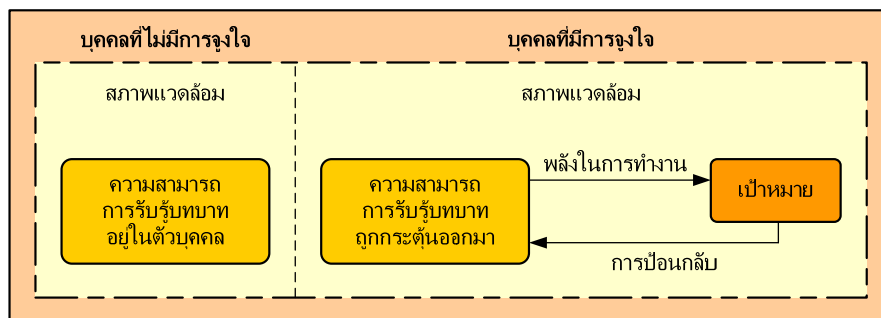 บุคคลที่ไม่มีการจูงใจ
บุคคลที่มีการจูงใจ
สภาพแวดล้อม
สภาพแวดล้อม
ความสามารถ
การรับรู้บทบาท
อยู่ในตัวบุคคล
ความสามารถ
การรับรู้บทบาท
ถูกกระตุ้นออกมา
พลังในการทำงาน
เป้าหมาย
การป้อนกลับ